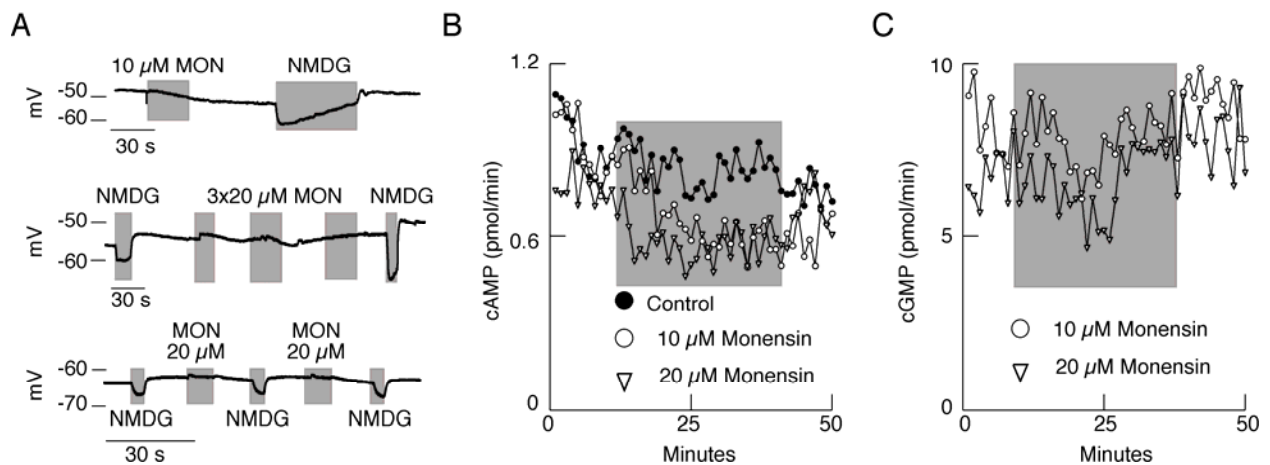 A
10 µM MON NMDG
mV
-50
-60
30 s
NMDG 3x20 µM MON NMDG
mV
-50
-60
30 s
MON MON
20 µM 20 µM
mV
-60
-70
NMDG NMDG NMDG
30 s
B
cAMP (pmol/min)
1.2
0.6
0
Control
10 µM Monensin
20 µM Monensin
0 25 50
Minutes
C
cGMP (pmol/min)
10
5
0
10 µM Monensin
20 µM Monensin
0 25 50
Minutes